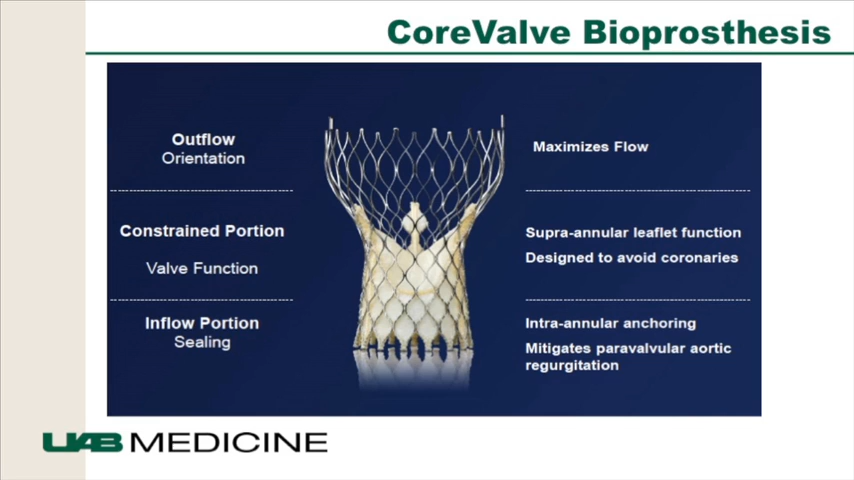 CoreValve Bioprosthesis
Outflow
Orientation
Maximizes Flow
Constrained Portion
Valve Function
Supra-annular leaflet function
Designed to avoid coronaries
Inflow Portion
Sealing
Intra-annular anchoring
Mitigates paravalvular aortic
regurgitation
UAB MEDICINE